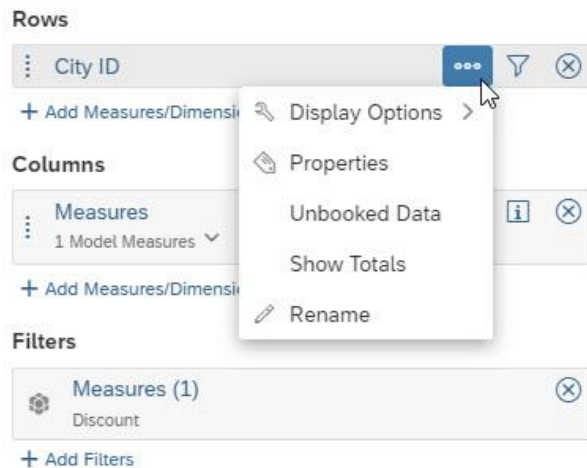 Rows
City ID
+ Add Measures/Dimensi
Display Options
Properties
Unbooked Data
Show Totals
Rename
Columns
Measures
1 Model Measures
+ Add Measures/Dimensi
Filters
Measures (1)
Discount
+ Add Filters